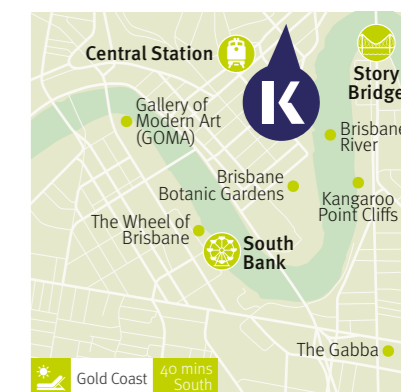 Central Station
K
Story
Bridge
Gallery of
Modern Art
(GOMA)
Brisbane
River
Brisbane
Botanic Gardens
Kangaroo
Point Cliffs
The Wheel of
Brisbane
South
Bank
The Gabba
Gold Coast
40 mins
South